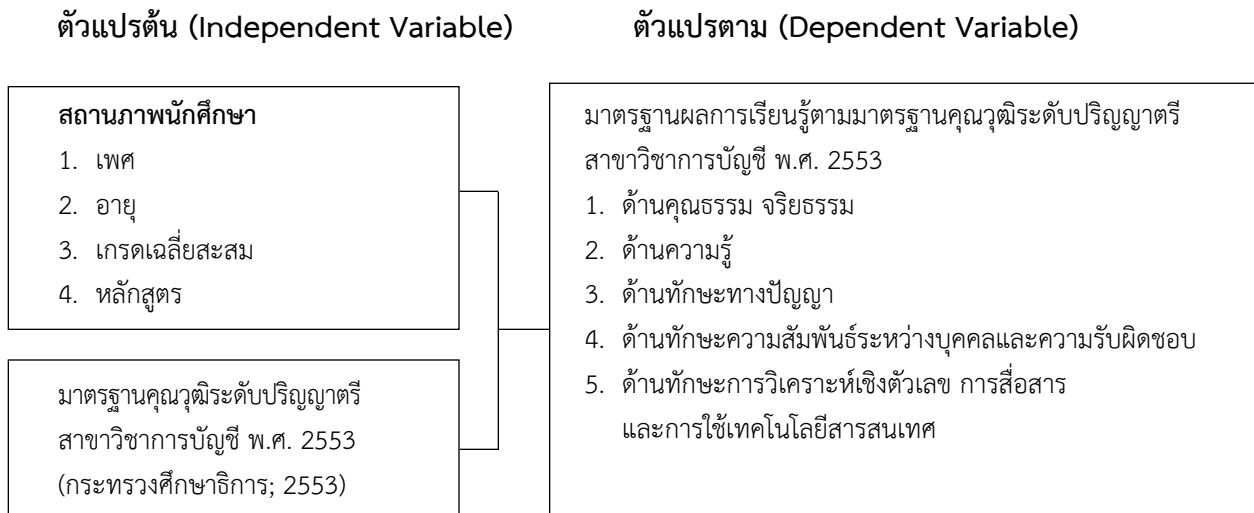 ตัวแปรต้น (Independent Variable)
ตัวแปรตาม (Dependent Variable)
สถานภาพนักศึกษา
1. เพศ
2. อายุ
3. เกรดเฉลี่ยสะสม
4. หลักสูตร
มาตรฐานคุณวุฒิระดับปริญญาตรี
สาขาวิชาการบัญชี พ.ศ. 2553
(กระทรวงศึกษาธิการ; 2553)
มาตรฐานผลการเรียนรู้ตามมาตรฐานคุณวุฒิระดับปริญญาตรี
สาขาวิชาการบัญชี พ.ศ. 2553
1. ด้านคุณธรรม จริยธรรม
2. ด้านความรู้
3. ด้านทักษะทางปัญญา
4. ด้านทักษะความสัมพันธ์ระหว่างบุคคลและความรับผิดชอบ
5. ด้านทักษะการวิเคราะห์เชิงตัวเลข การสื่อสาร
และการใช้เทคโนโลยีสารสนเทศ